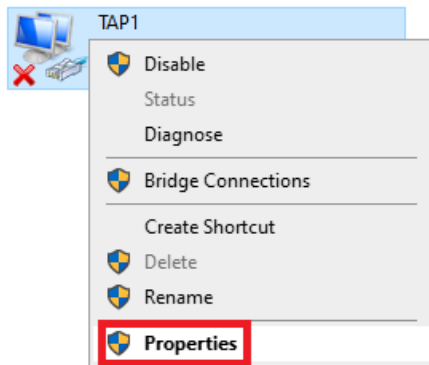 TAP1
Disable
Status
Diagnose
Bridge Connections
Create Shortcut
Delete
Rename
Properties